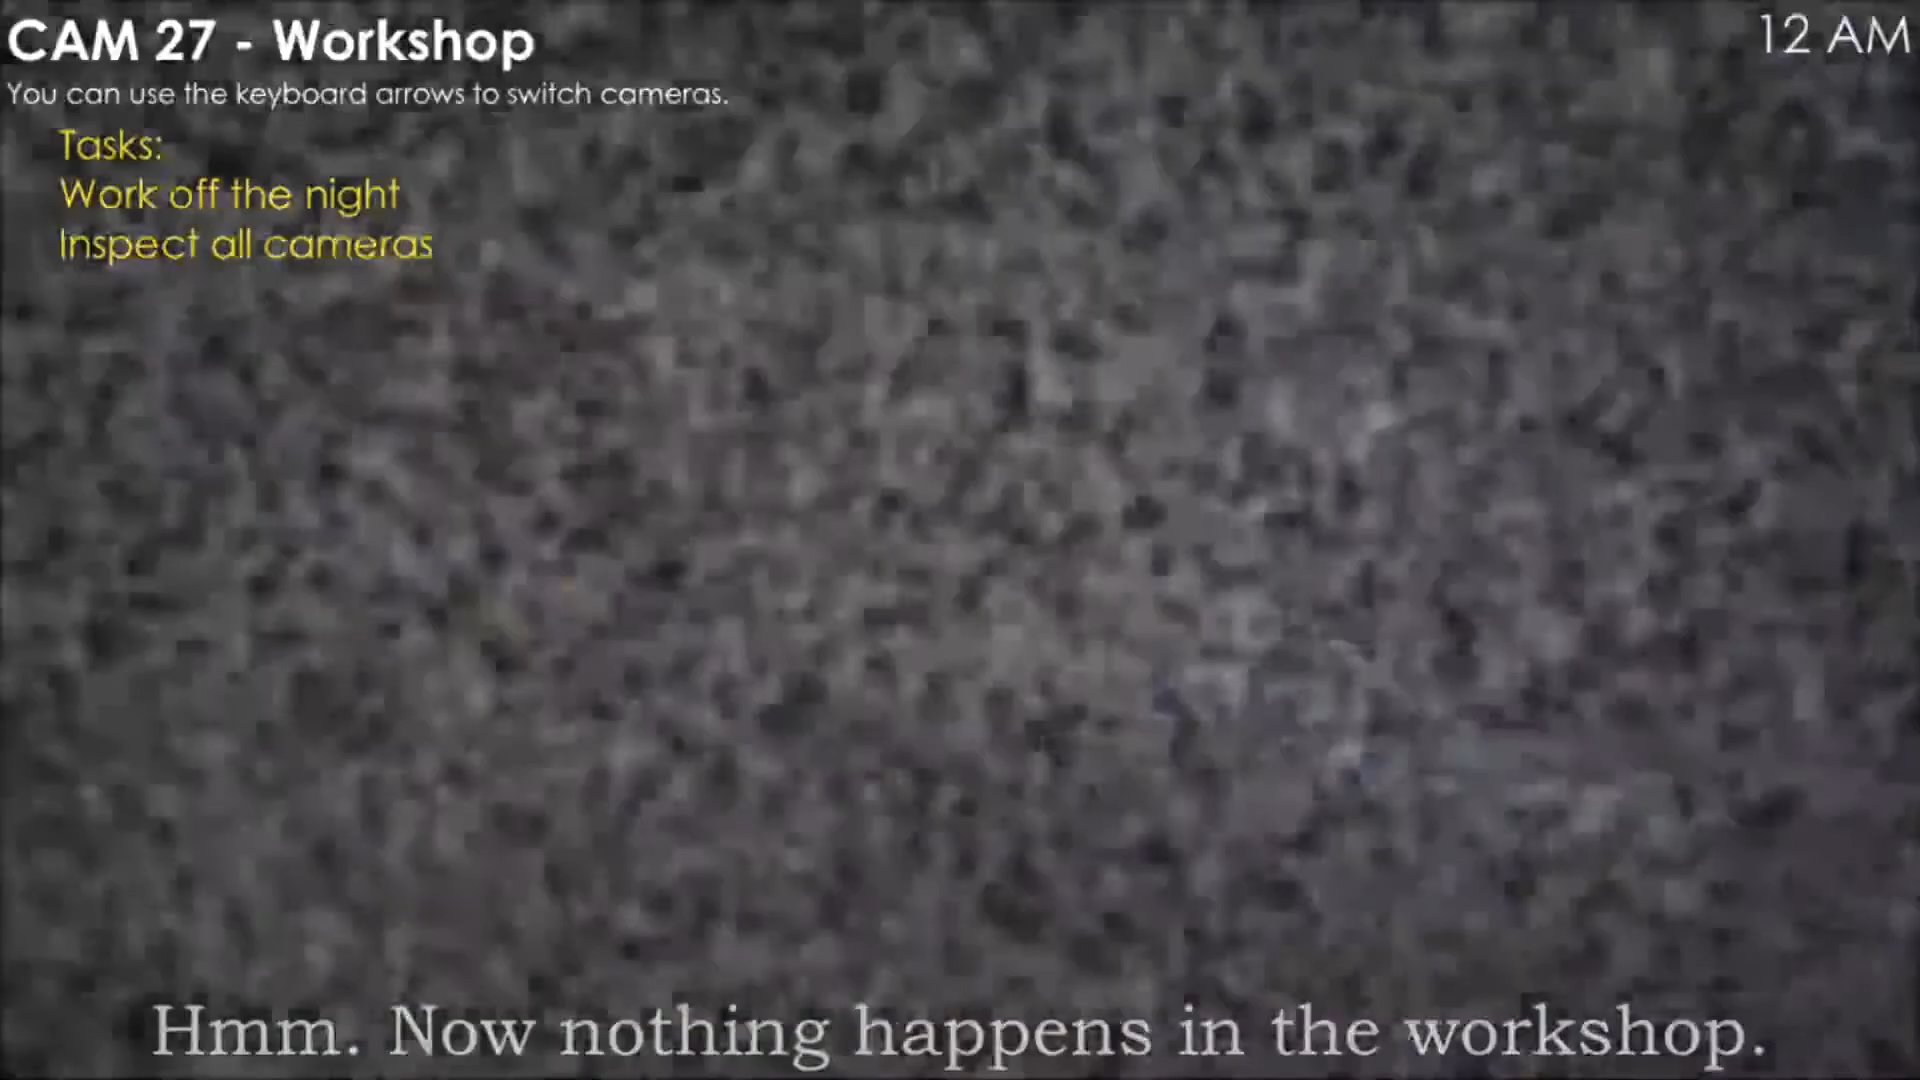 CAM 27 - Workshop
12 AM
You can use the keyboard arrows to switch cameras.
Tasks:
Work off the night
Inspect all cameras
Hmm. Now nothing happens in the workshop.